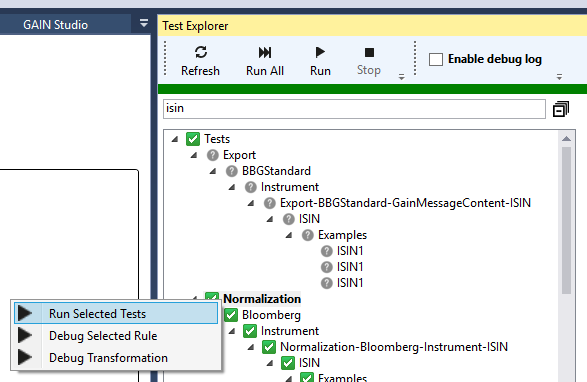 GAIN Studio
Test Explorer
Refresh
Run All
Run
Stop
Enable debug log
isin
Tests
Export
BBGStandard
Instrument
Export-BBGStandard-GainMessageContent-ISIN
ISIN
Examples
ISIN1
ISIN1
ISIN1
Normalization
Bloomberg
Instrument
Normalization-Bloomberg-Instrument-ISIN
ISIN
Examples
Run Selected Tests
Debug Selected Rule
Debug Transformation